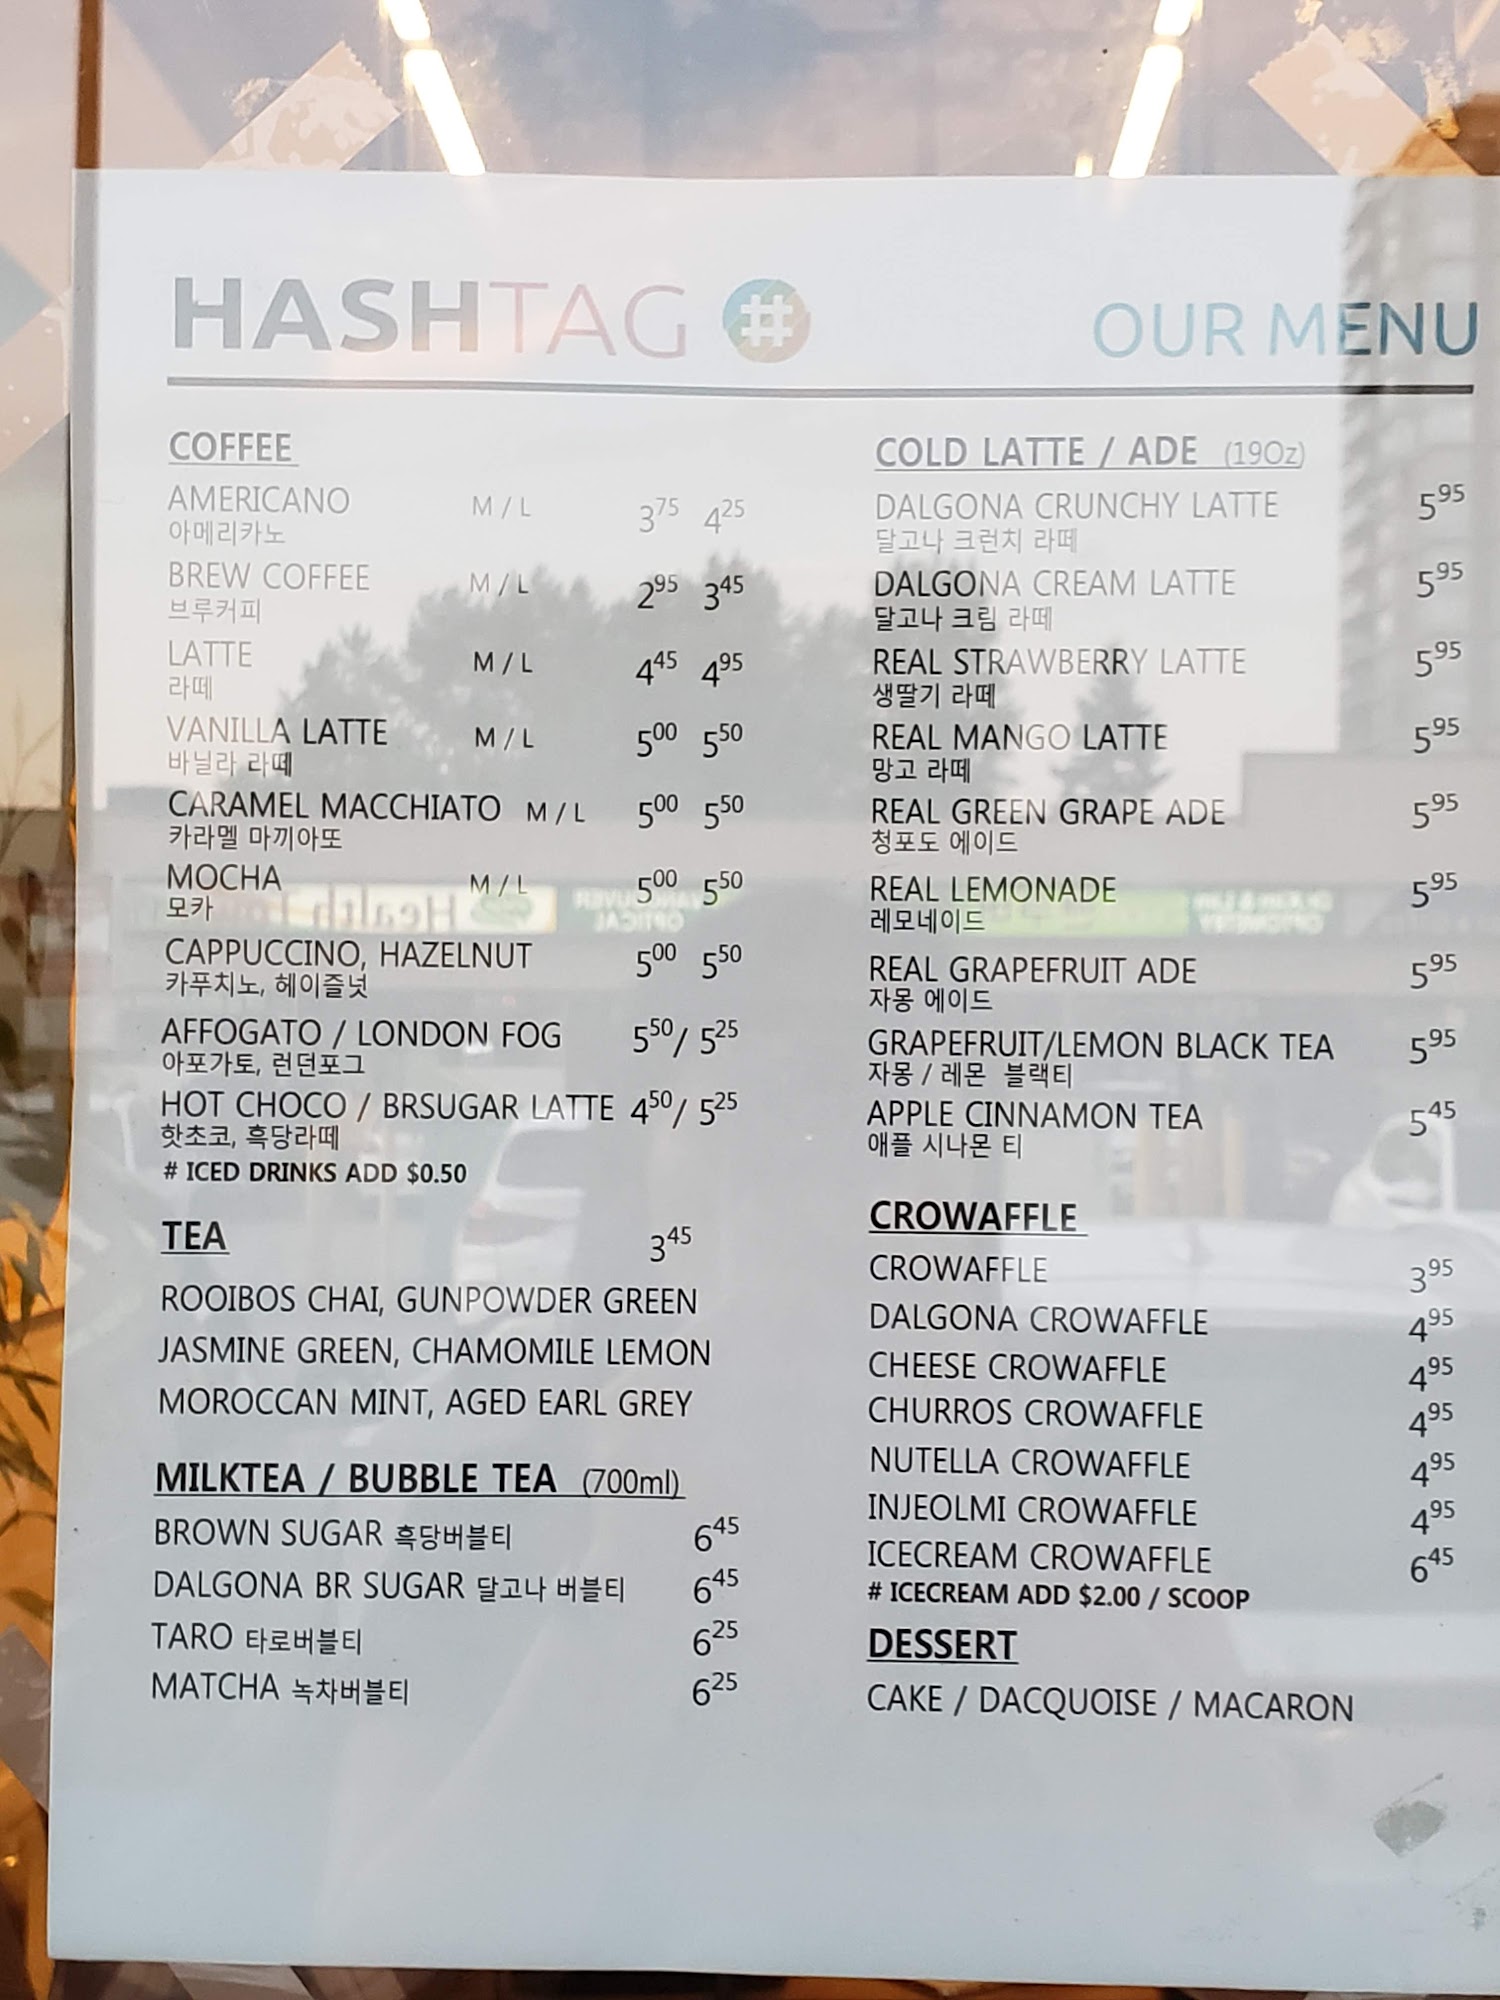 HASHTAG #
OUR MENU
COFFEE
AMERICANO M / L 3.75 4.25
아메리카노
BREW COFFEE M / L 2.95 3.45
브루커피
LATTE M / L 4.45 4.95
라떼
VANILLA LATTE M / L 5.00 5.50
바닐라 라떼
CARAMEL MACCHIATO M / L 5.00 5.50
카라멜 마끼아또
MOCHA M / L 5.00 5.50
모카
CAPPUCCINO, HAZELNUT 5.00 5.50
카푸치노, 헤이즐넛
AFFOGATO / LONDON FOG 5.50 / 5.25
아포가토, 런던포그
HOT CHOCO / BRSUGAR LATTE 4.50 / 5.25
핫초코, 흑당라떼
# ICED DRINKS ADD $0.50
TEA 3.45
ROOIBOS CHAI, GUNPOWDER GREEN
JASMINE GREEN, CHAMOMILE LEMON
MOROCCAN MINT, AGED EARL GREY
MILKTEA / BUBBLE TEA (700ml)
BROWN SUGAR 흑당버블티 6.45
DALGONA BR SUGAR 달고나 버블티 6.45
TARO 타로버블티 6.25
MATCHA 녹차버블티 6.25
COLD LATTE / ADE (19Oz)
DALGONA CRUNCHY LATTE 5.95
달고나 크런치 라떼
DALGONA CREAM LATTE 5.95
달고나 크림 라떼
REAL STRAWBERRY LATTE 5.95
생딸기 라떼
REAL MANGO LATTE 5.95
망고 라떼
REAL GREEN GRAPE ADE 5.95
청포도 에이드
REAL LEMONADE 5.95
레모네이드
REAL GRAPEFRUIT ADE 5.95
자몽 에이드
GRAPEFRUIT/LEMON BLACK TEA 5.95
자몽 / 레몬 블랙티
APPLE CINNAMON TEA 5.45
애플 시나몬 티
CROWAFFLE
CROWAFFLE 3.95
DALGONA CROWAFFLE 4.95
CHEESE CROWAFFLE 4.95
CHURROS CROWAFFLE 4.95
NUTELLA CROWAFFLE 4.95
INJEOLMI CROWAFFLE 4.95
ICECREAM CROWAFFLE 6.45
# ICECREAM ADD $2.00 / SCOOP
DESSERT
CAKE / DACQUOISE / MACARON
Health
VANCOUVER
OPTICAL